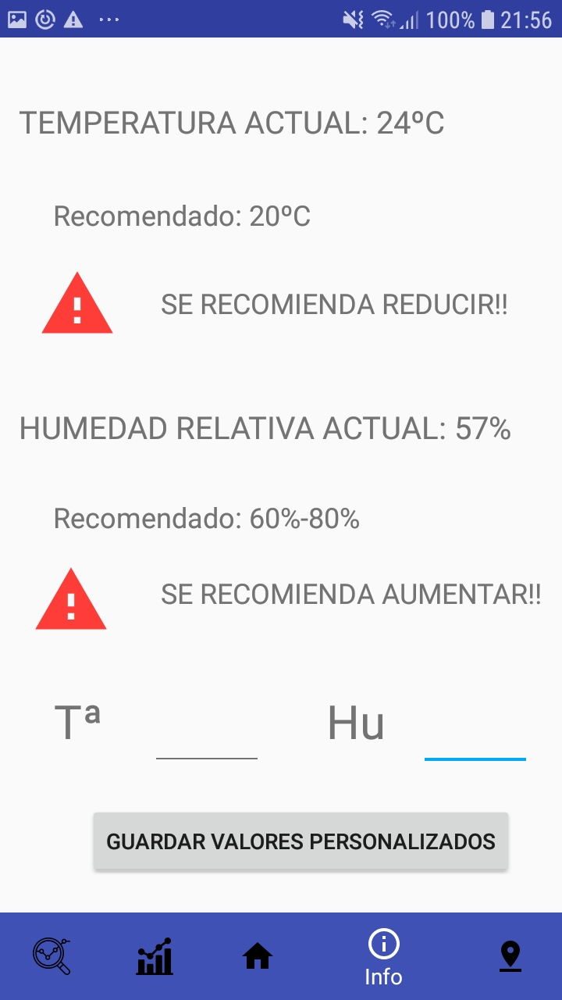 100% 21:56
TEMPERATURA ACTUAL: 24ºC
Recomendado: 20ºC
SE RECOMIENDA REDUCIR!!
HUMEDAD RELATIVA ACTUAL: 57%
Recomendado: 60%-80%
SE RECOMIENDA AUMENTAR!!
Tª Hu
GUARDAR VALORES PERSONALIZADOS
Info